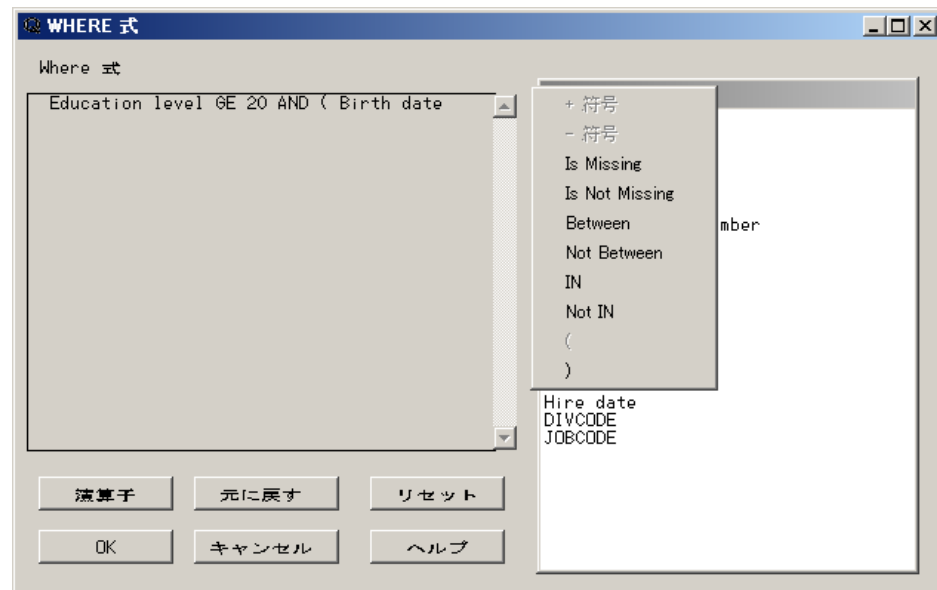 WHERE 式
Where 式
Education level GE 20 AND ( Birth date
+ 符号
- 符号
Is Missing
Is Not Missing
Between
mber
Not Between
IN
Not IN
(
)
Hire date
DIVCODE
JOBCODE
演算子
元に戻す
リセット
OK
キャンセル
ヘルプ